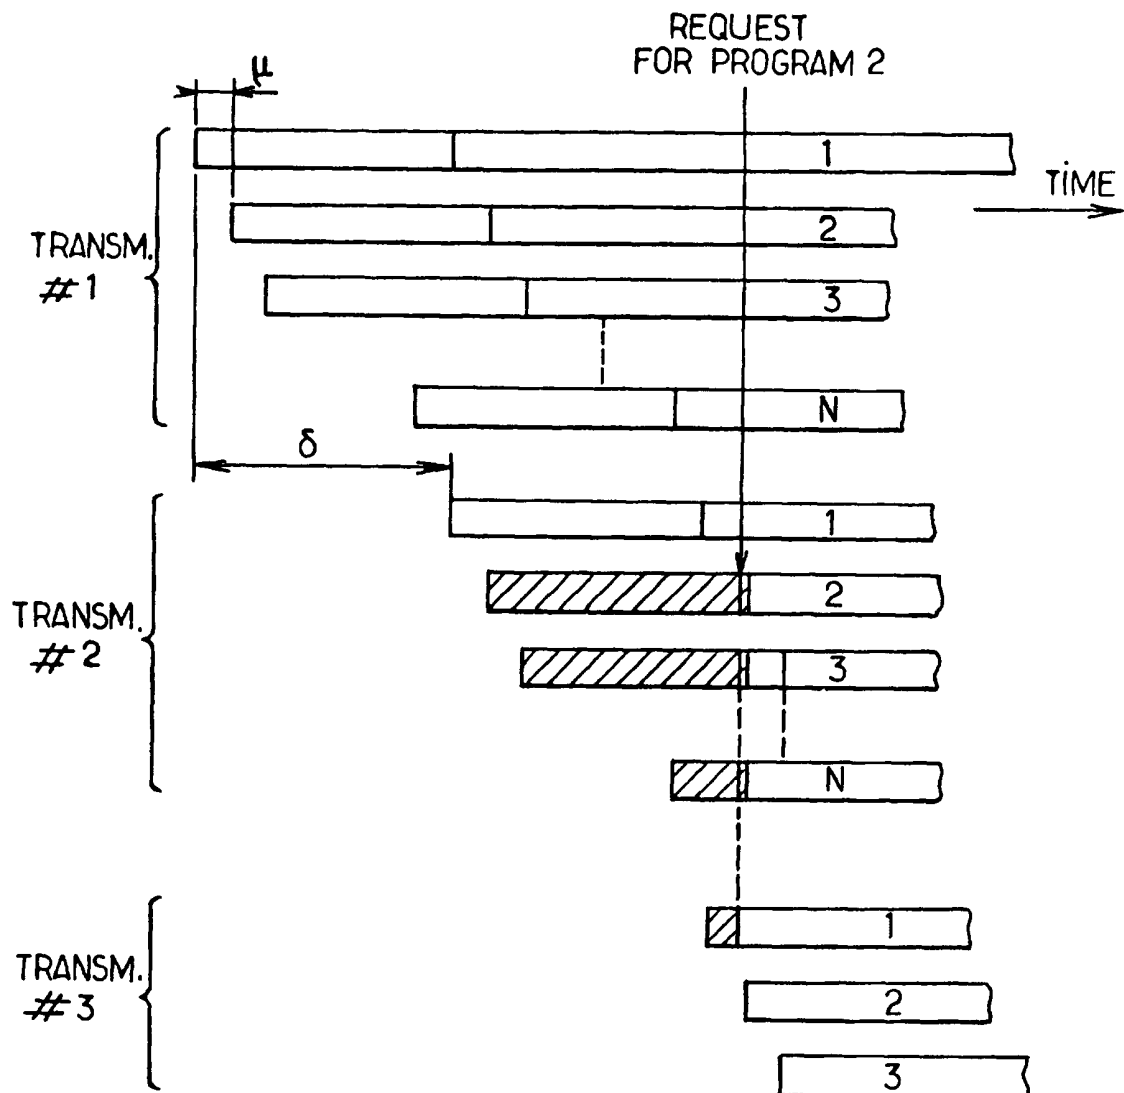 REQUEST
FOR PROGRAM 2
μ
1
TIME
2
TRANSM.
#1
3
N
δ
1
2
TRANSM.
#2
3
N
1
TRANSM.
#3
2
3